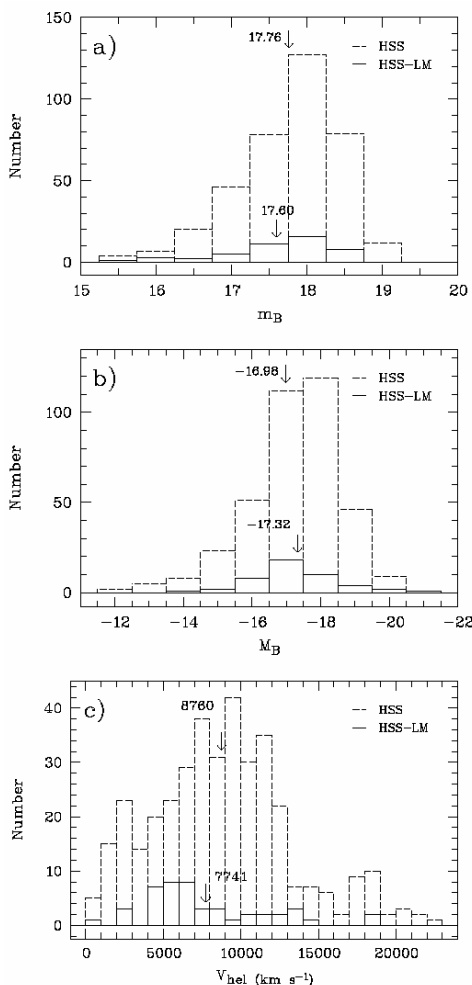 150
a)
17.76
HSS
HSS-LM
100
Number
50
17.60
0
15 16 17 18 19 20
m_B
b)
-16.98
HSS
HSS-LM
100
Number
50
-17.32
0
-12 -14 -16 -18 -20 -22
M_B
c)
8760
HSS
HSS-LM
40
30
Number
20
10
7741
0
0 5000 10000 15000 20000
V_hel (km s⁻¹)